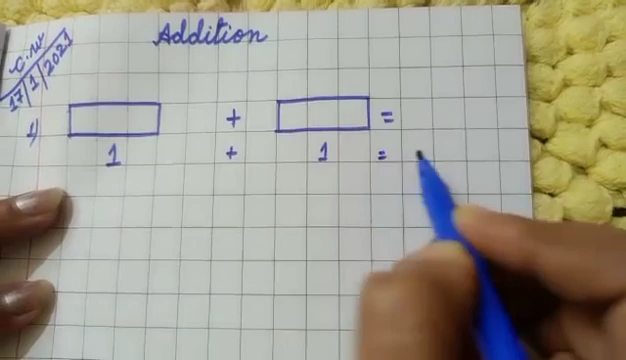 Addition
C.W
17/1/2021
1)
+ =
1 + 1 =